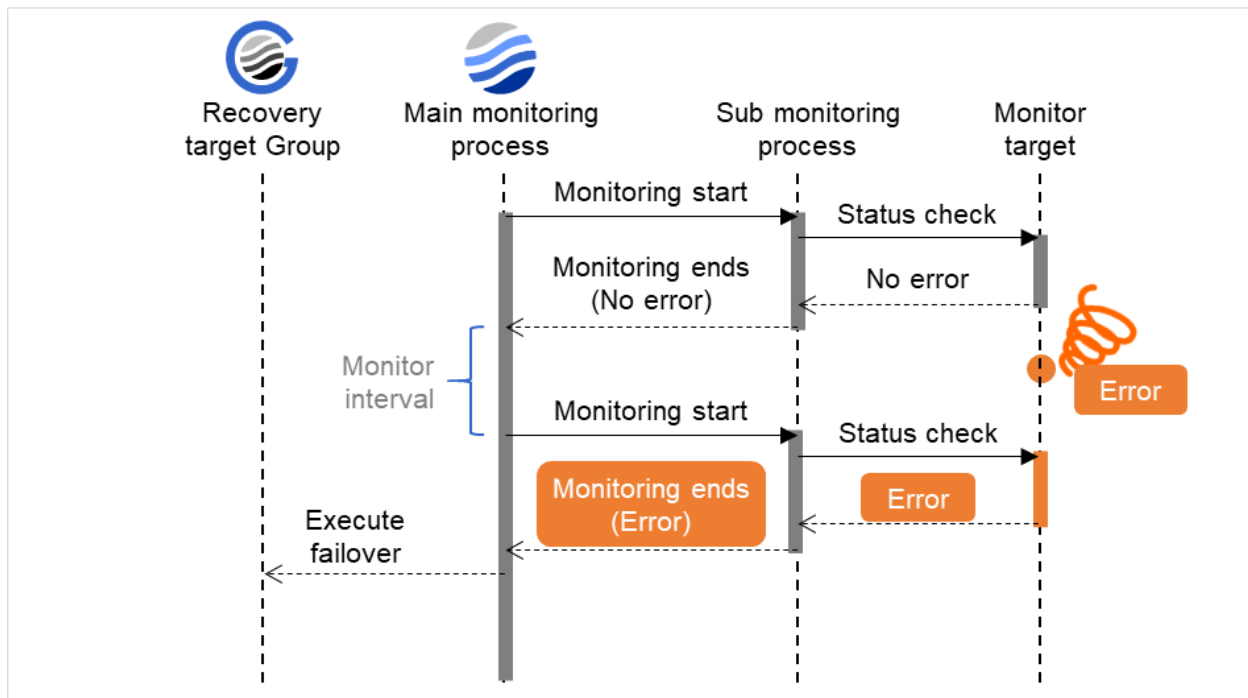 Recovery
target Group
Main monitoring
process
Sub monitoring
process
Monitor
target
Monitoring start
Status check
Monitoring ends
(No error)
No error
Monitor
interval
Error
Monitoring start
Status check
Monitoring ends
(Error)
Error
Execute
failover